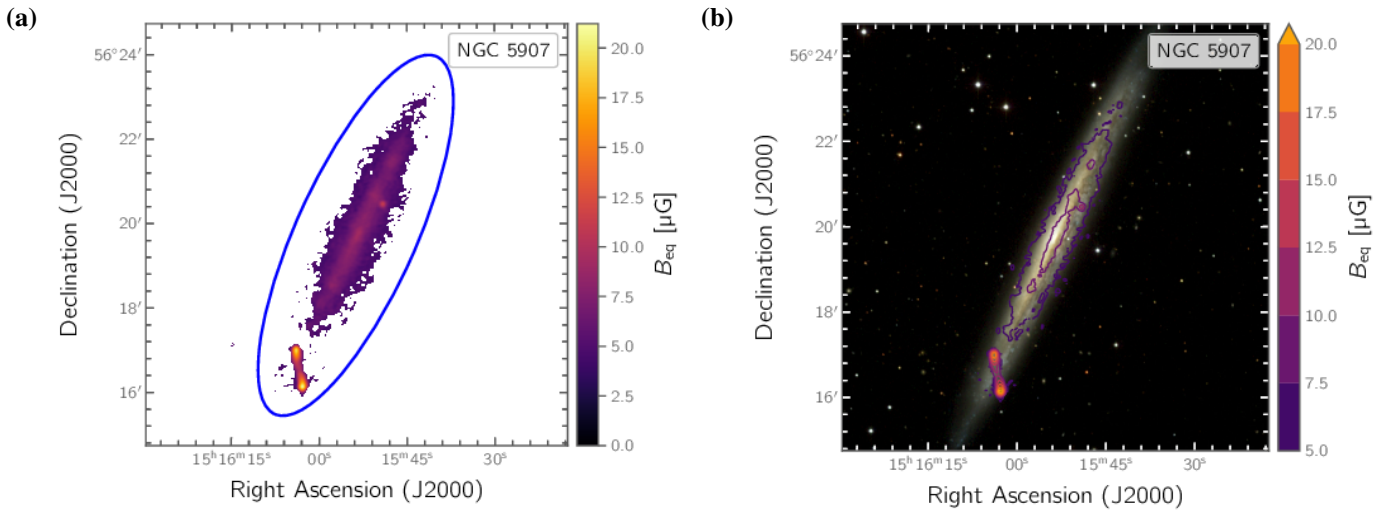 (a)
NGC 5907
56°24′
22′
20′
18′
16′
Declination (J2000)
15ʰ16ᵐ15ˢ
00ˢ
15ᵐ45ˢ
30ˢ
Right Ascension (J2000)
20.0
17.5
15.0
12.5
10.0
7.5
5.0
2.5
0.0
B_eq [µG]
(b)
NGC 5907
56°24′
22′
20′
18′
16′
Declination (J2000)
15ʰ16ᵐ15ˢ
00ˢ
15ᵐ45ˢ
30ˢ
Right Ascension (J2000)
20.0
17.5
15.0
12.5
10.0
7.5
5.0
B_eq [µG]